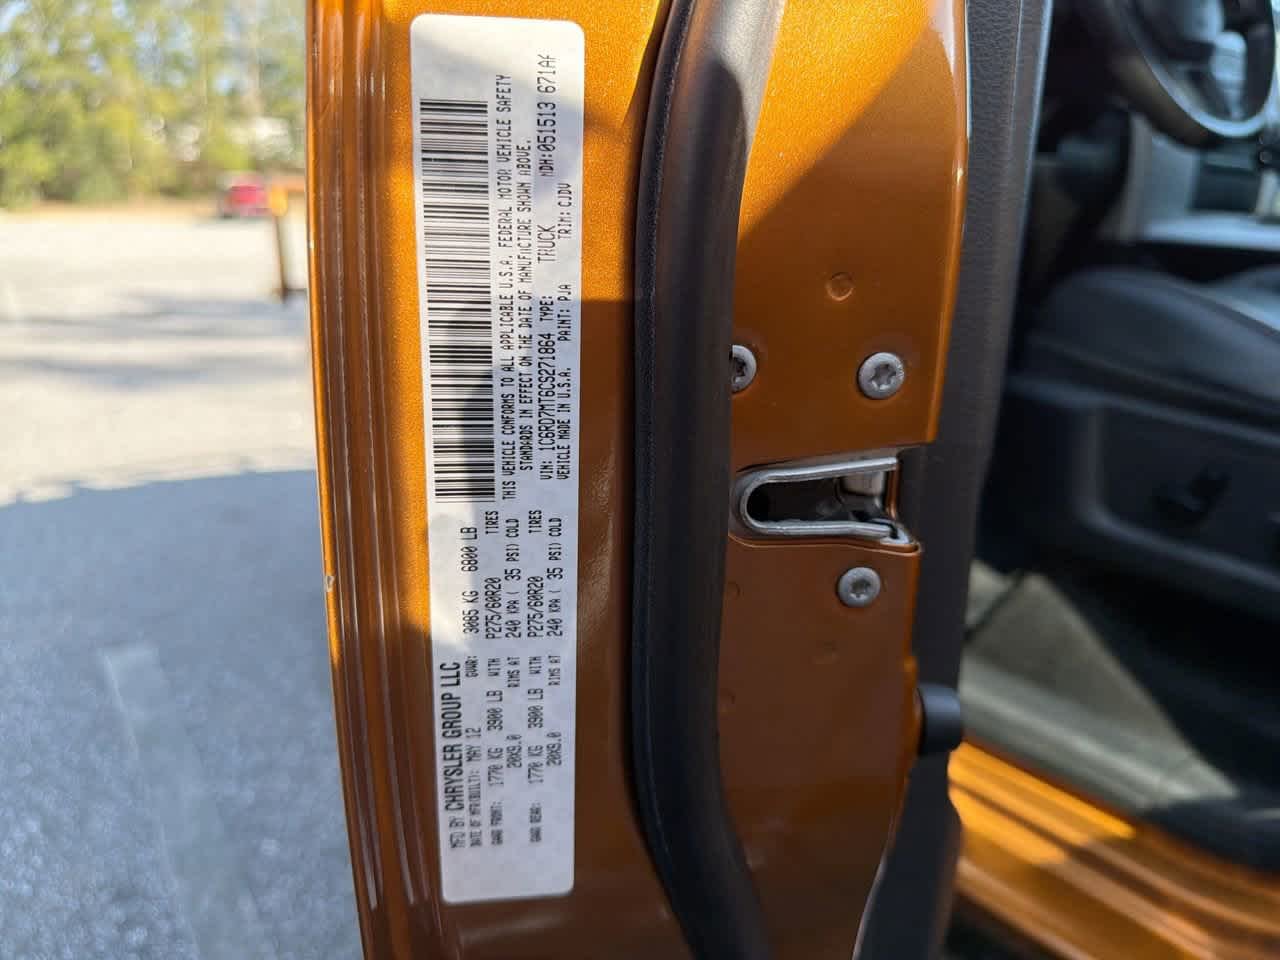 MFD BY CHRYSLER GROUP LLC
DATE OF MFR(BUILT): MAY 12 GVWR: 3085 KG 6800 LB
GAWR FRONT: 1770 KG 3900 LB WITH P275/60R20 TIRES
20X9.0 RIMS AT 240 KPA ( 35 PSI) COLD
GAWR REAR: 1770 KG 3900 LB WITH P275/60R20 TIRES
20X9.0 RIMS AT 240 KPA ( 35 PSI) COLD
THIS VEHICLE CONFORMS TO ALL APPLICABLE U.S.A. FEDERAL MOTOR VEHICLE SAFETY
STANDARDS IN EFFECT ON THE DATE OF MANUFACTURE SHOWN ABOVE.
VIN: 1C6RD7MT6CS271864 TYPE: TRUCK MDH:051513 671AF
VEHICLE MADE IN U.S.A. PAINT: PJA TRIM: CJDV